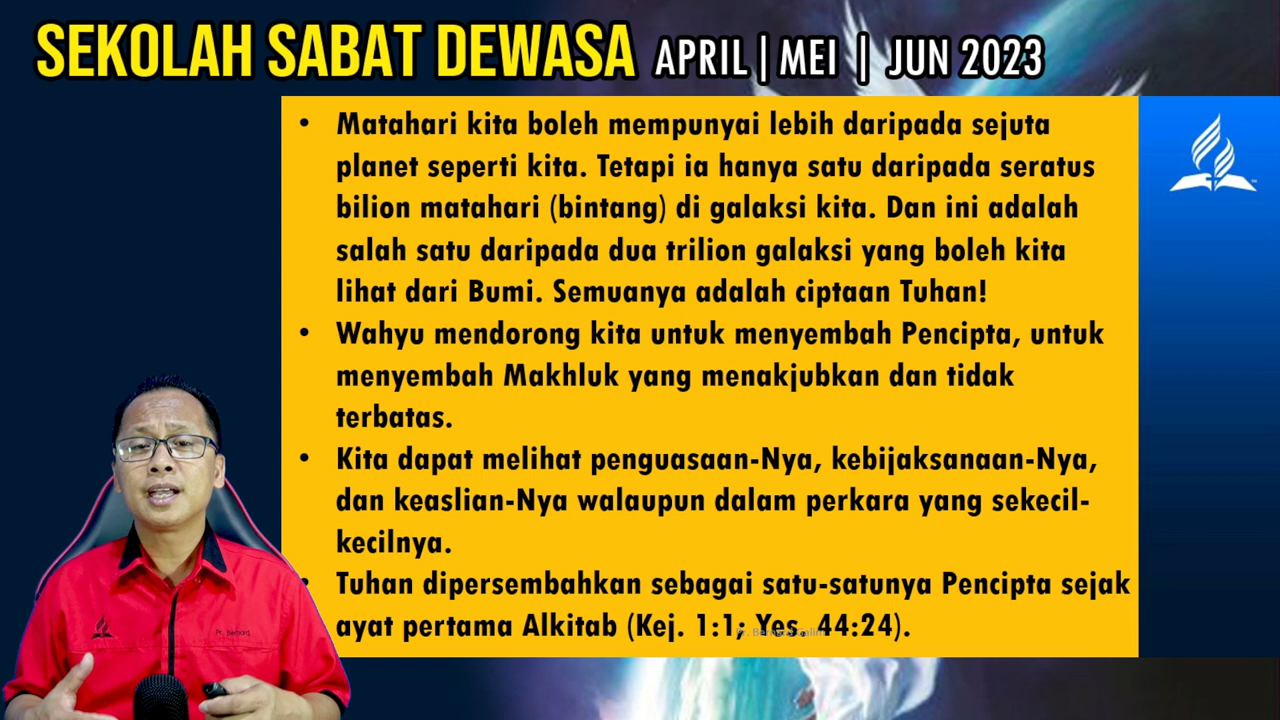 SEKOLAH SABAT DEWASA APRIL | MEI | JUN 2023
• Matahari kita boleh mempunyai lebih daripada sejuta
planet seperti kita. Tetapi ia hanya satu daripada seratus
bilion matahari (bintang) di galaksi kita. Dan ini adalah
salah satu daripada dua trilion galaksi yang boleh kita
lihat dari Bumi. Semuanya adalah ciptaan Tuhan!
• Wahyu mendorong kita untuk menyembah Pencipta, untuk
menyembah Makhluk yang menakjubkan dan tidak
terbatas.
• Kita dapat melihat penguasaan-Nya, kebijaksanaan-Nya,
dan keaslian-Nya walaupun dalam perkara yang sekecil-
kecilnya.
• Tuhan dipersembahkan sebagai satu-satunya Pencipta sejak
ayat pertama Alkitab (Kej. 1:1; Yes. 44:24).
Pr. Bernard